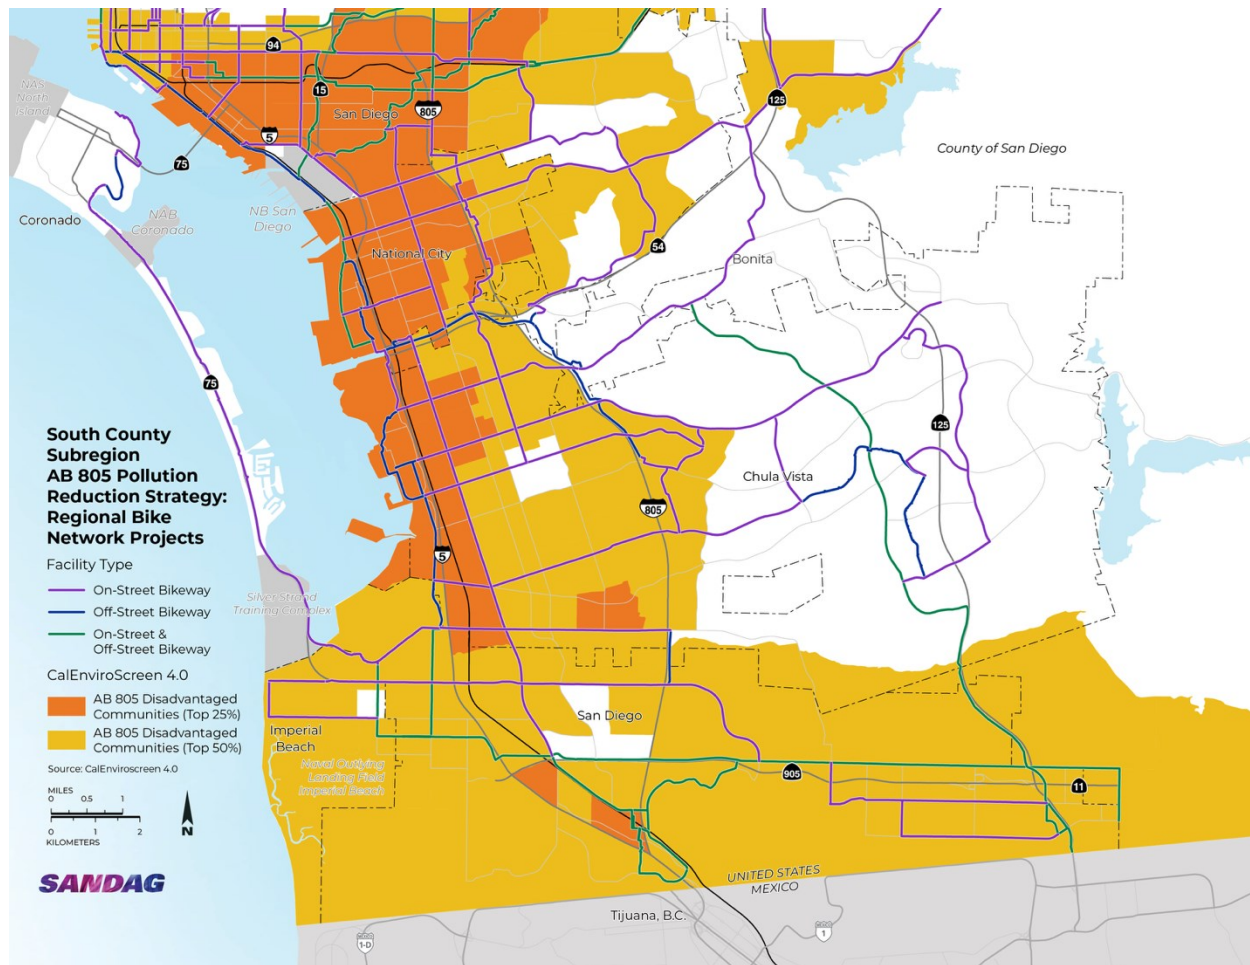 94
NAS
North
Island
15
San Diego
805
125
5
75
County of San Diego
Coronado
NAB
Coronado
NB San
Diego
National City
54
Bonita
75
125
South County
Subregion
AB 805 Pollution
Reduction Strategy:
Regional Bike
Network Projects
Chula Vista
805
5
Facility Type
On-Street Bikeway
Off-Street Bikeway
On-Street &
Off-Street Bikeway
Silver Strand
Training Complex
CalEnviroScreen 4.0
AB 805 Disadvantaged
Communities (Top 25%)
AB 805 Disadvantaged
Communities (Top 50%)
Source: CalEnviroscreen 4.0
San Diego
Imperial
Beach
Naval Outlying
Landing Field
Imperial Beach
905
11
MILES
0 0.5 1
0 1 2
KILOMETERS
N
SANDAG
UNITED STATES
MEXICO
Tijuana, B.C.
1-D
1